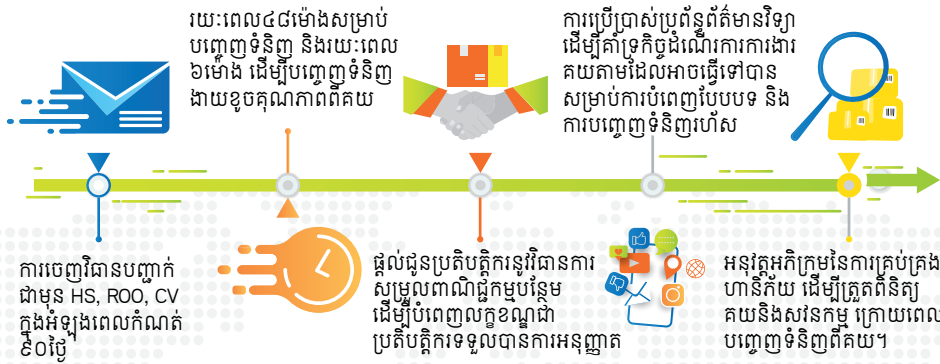 រយៈពេល៤៨ម៉ោងសម្រាប់
បញ្ចេញទំនិញ និងរយៈពេល
៦ម៉ោង ដើម្បីបញ្ចេញទំនិញ
ងាយខូចគុណភាពពីគយ
ការប្រើប្រាស់ប្រព័ន្ធព័ត៌មានវិទ្យា
ដើម្បីគាំទ្រកិច្ចដំណើរការការងារ
គយតាមដែលអាចធ្វើទៅបាន
សម្រាប់ការបំពេញបែបបទ និង
ការបញ្ចេញទំនិញរហ័ស
ការចេញវិធានបញ្ជាក់
ជាមុន HS, ROO, CV
ក្នុងអំឡុងពេលកំណត់
៩០ថ្ងៃ
ផ្តល់ជូនប្រតិបត្តិករនូវវិធានការ
សម្រួលពាណិជ្ជកម្មបន្ថែម
ដើម្បីបំពេញលក្ខខណ្ឌជា
ប្រតិបត្តិករទទួលបានការអនុញ្ញាត
អនុវត្តអភិក្រមនៃការគ្រប់គ្រង
ហានិភ័យ ដើម្បីត្រួតពិនិត្យ
គយនិងសវនកម្ម ក្រោយពេល
បញ្ចេញទំនិញពីគយ។